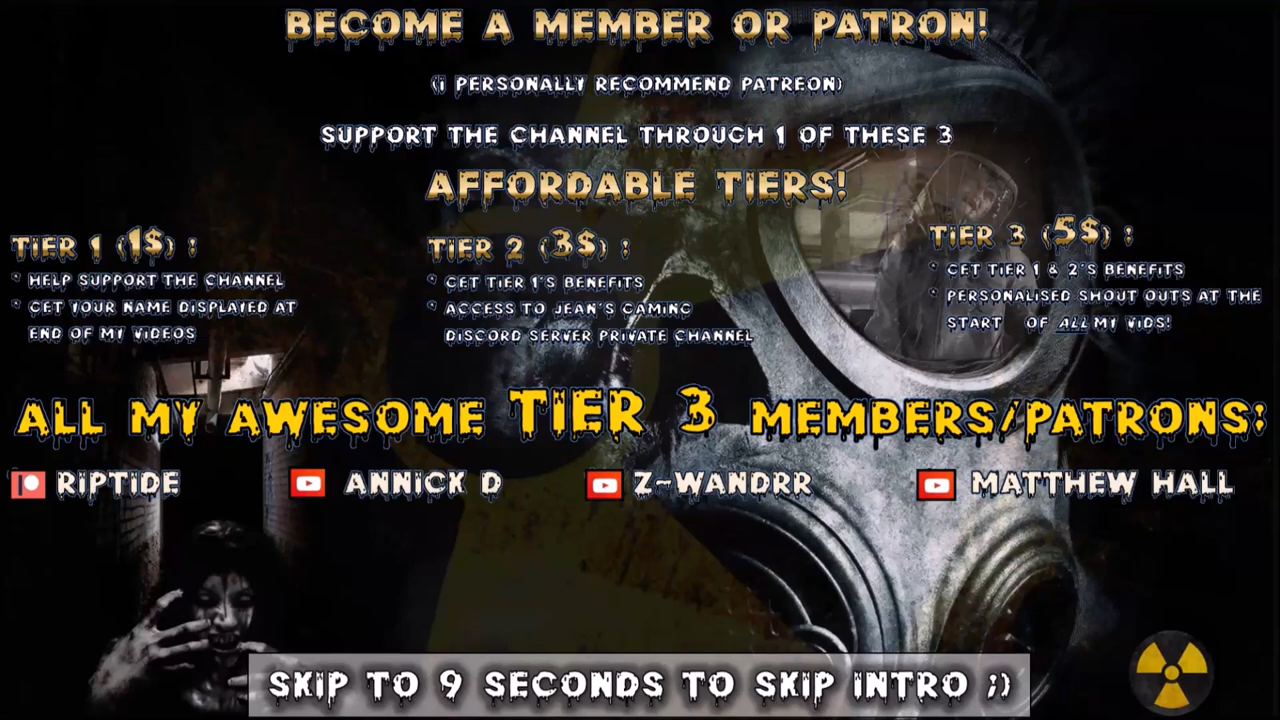 BECOME A MEMBER OR PATRON!
(I PERSONALLY RECOMMEND PATREON)
SUPPORT THE CHANNEL THROUGH 1 OF THESE 3
AFFORDABLE TIERS!
TIER 1 (1$) :
* HELP SUPPORT THE CHANNEL
* GET YOUR NAME DISPLAYED AT
END OF MY VIDEOS
TIER 2 (3$) :
* GET TIER 1'S BENEFITS
* ACCESS TO JEAN'S GAMING
DISCORD SERVER PRIVATE CHANNEL
TIER 3 (5$) :
* GET TIER 1 & 2'S BENEFITS
* PERSONALISED SHOUT OUTS AT THE
START OF ALL MY VIDS!
ALL MY AWESOME TIER 3 MEMBERS/PATRONS:
RIPTIDE
ANNICK D
Z-WANDRR
MATTHEW HALL
SKIP TO 9 SECONDS TO SKIP INTRO ;)